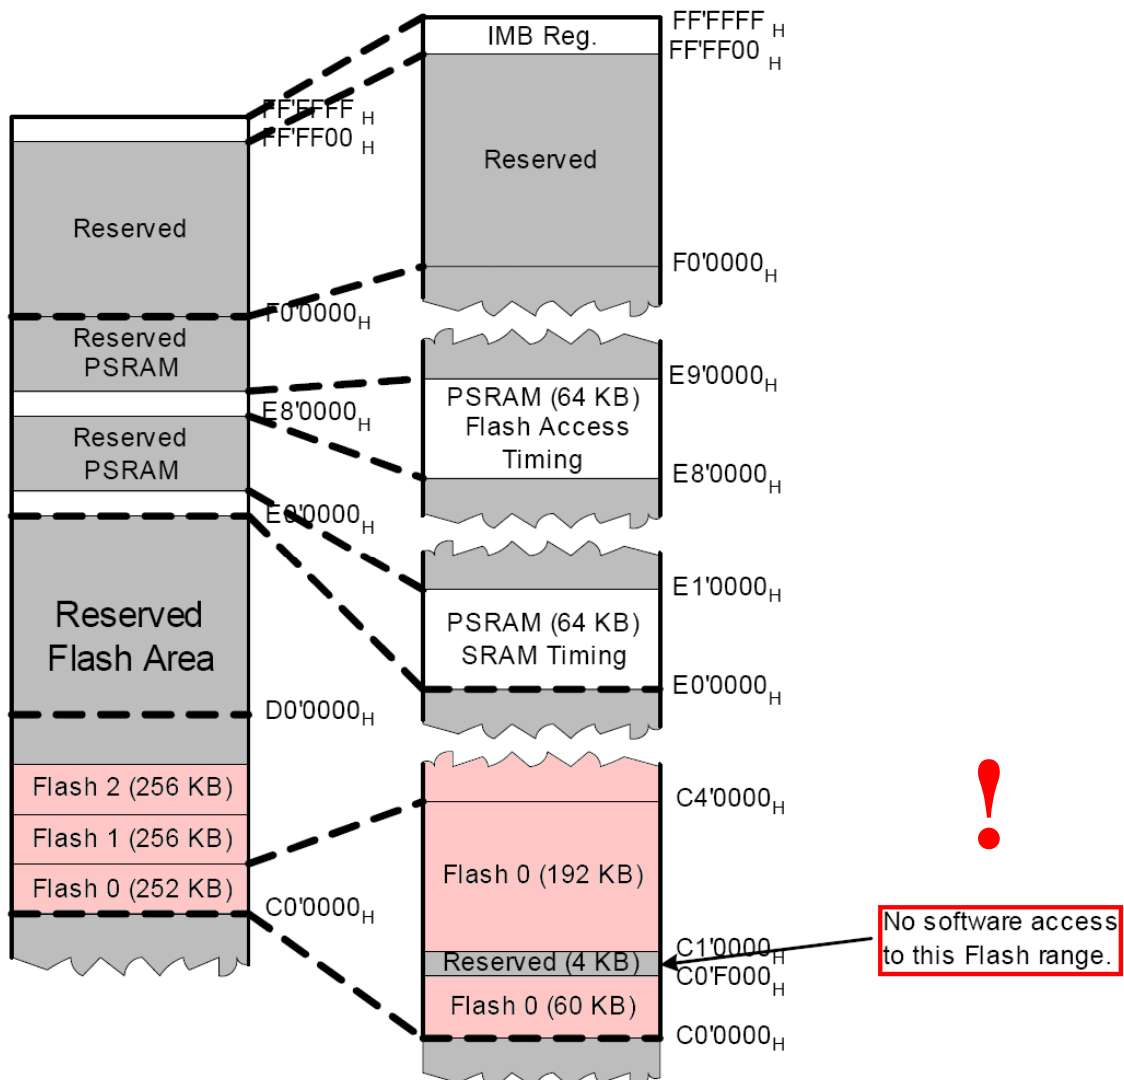 FF'FFFF H
FF'FF00 H
Reserved
F0'0000H
Reserved
PSRAM
E8'0000H
Reserved
PSRAM
E0'0000H
Reserved
Flash Area
D0'0000H
Flash 2 (256 KB)
Flash 1 (256 KB)
Flash 0 (252 KB)
C0'0000H
IMB Reg.
FF'FFFF H
FF'FF00 H
Reserved
F0'0000H
E9'0000H
PSRAM (64 KB)
Flash Access
Timing
E8'0000H
E1'0000H
PSRAM (64 KB)
SRAM Timing
E0'0000H
C4'0000H
Flash 0 (192 KB)
C1'0000H
Reserved (4 KB)
C0'F000H
Flash 0 (60 KB)
C0'0000H
!
No software access
to this Flash range.